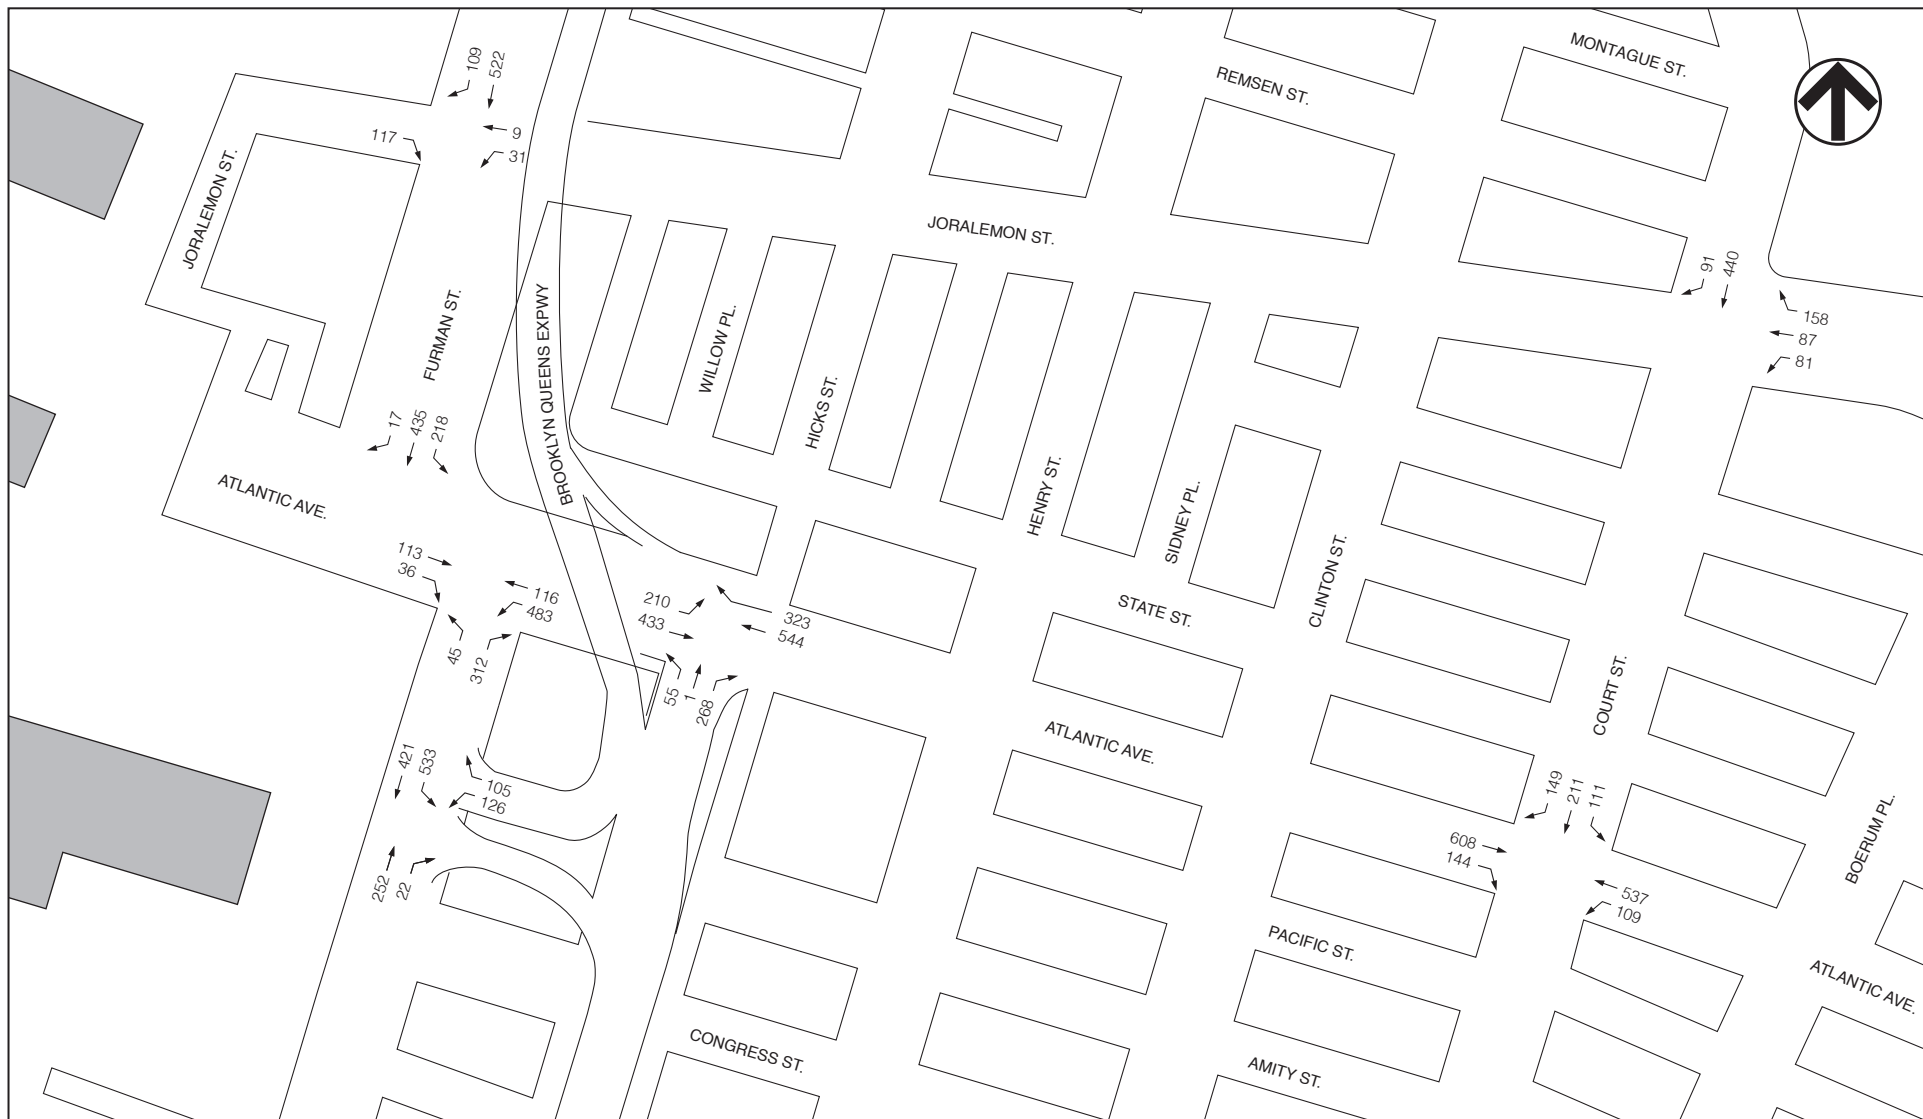 MONTAGUE ST.
REMSEN ST.
109
522
117
9
31
JORALEMON ST.
JORALEMON ST.
91
440
158
87
81
FURMAN ST.
BROOKLYN QUEENS EXPWY
WILLOW PL.
HICKS ST.
17
435
218
ATLANTIC AVE.
HENRY ST.
SIDNEY PL.
CLINTON ST.
113
36
116
483
210
433
323
544
STATE ST.
45
312
55
1
268
COURT ST.
ATLANTIC AVE.
421
533
105
126
149
211
111
608
144
BOERUM PL.
252
22
537
109
PACIFIC ST.
ATLANTIC AVE.
CONGRESS ST.
AMITY ST.